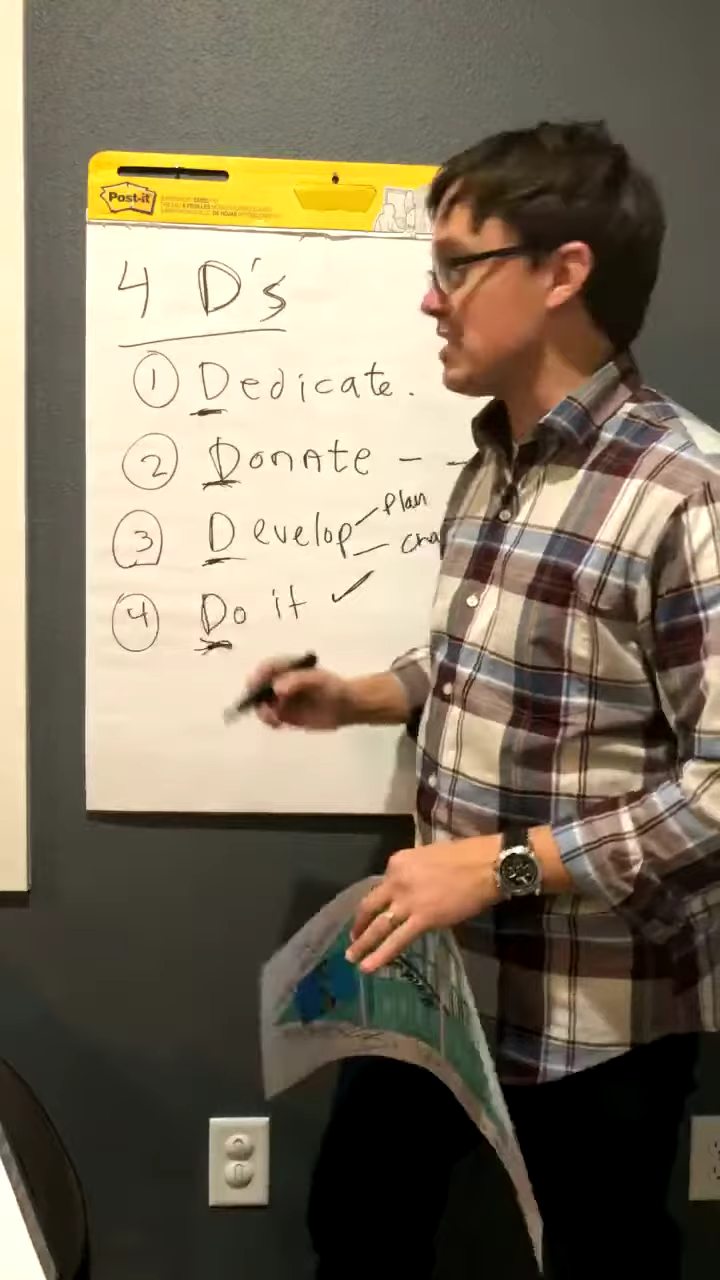 Post-it
4 D's
1 Dedicate.
2 Donate - -
3 Develop plan
4 Do it ✓